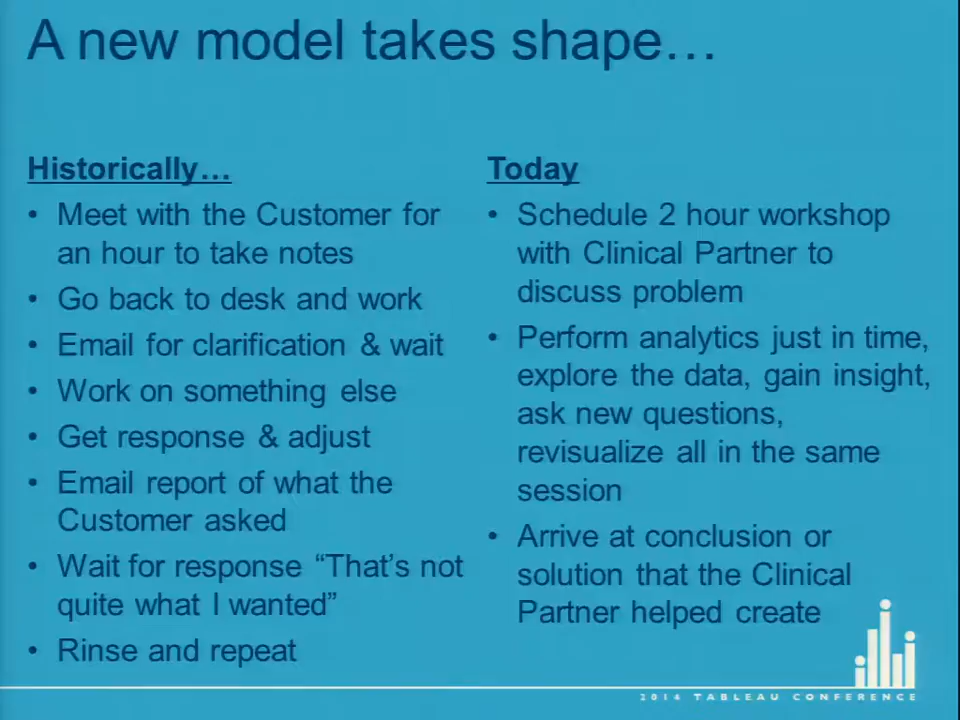 A new model takes shape…
Historically…
• Meet with the Customer for
an hour to take notes
• Go back to desk and work
• Email for clarification & wait
• Work on something else
• Get response & adjust
• Email report of what the
Customer asked
• Wait for response “That’s not
quite what I wanted”
• Rinse and repeat
Today
• Schedule 2 hour workshop
with Clinical Partner to
discuss problem
• Perform analytics just in time,
explore the data, gain insight,
ask new questions,
revisualize all in the same
session
• Arrive at conclusion or
solution that the Clinical
Partner helped create
2014 TABLEAU CONFERENCE